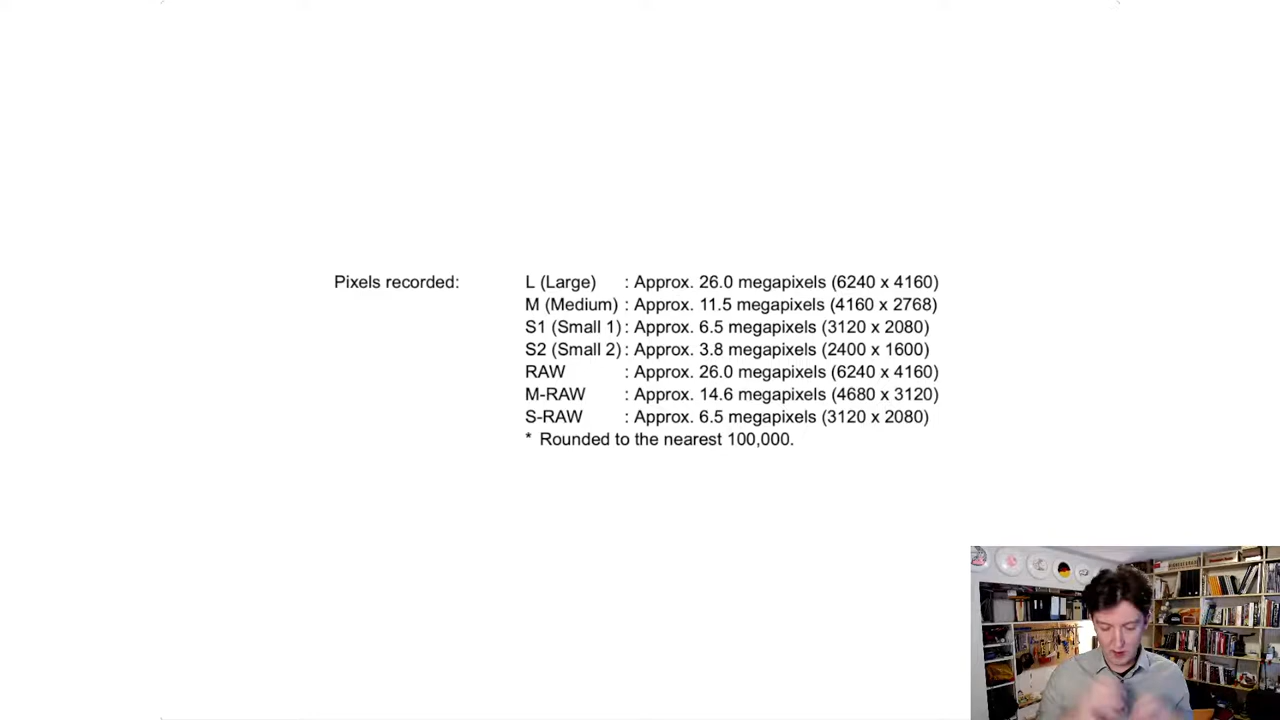 Pixels recorded: L (Large) : Approx. 26.0 megapixels (6240 x 4160)
M (Medium) : Approx. 11.5 megapixels (4160 x 2768)
S1 (Small 1) : Approx. 6.5 megapixels (3120 x 2080)
S2 (Small 2) : Approx. 3.8 megapixels (2400 x 1600)
RAW : Approx. 26.0 megapixels (6240 x 4160)
M-RAW : Approx. 14.6 megapixels (4680 x 3120)
S-RAW : Approx. 6.5 megapixels (3120 x 2080)
* Rounded to the nearest 100,000.